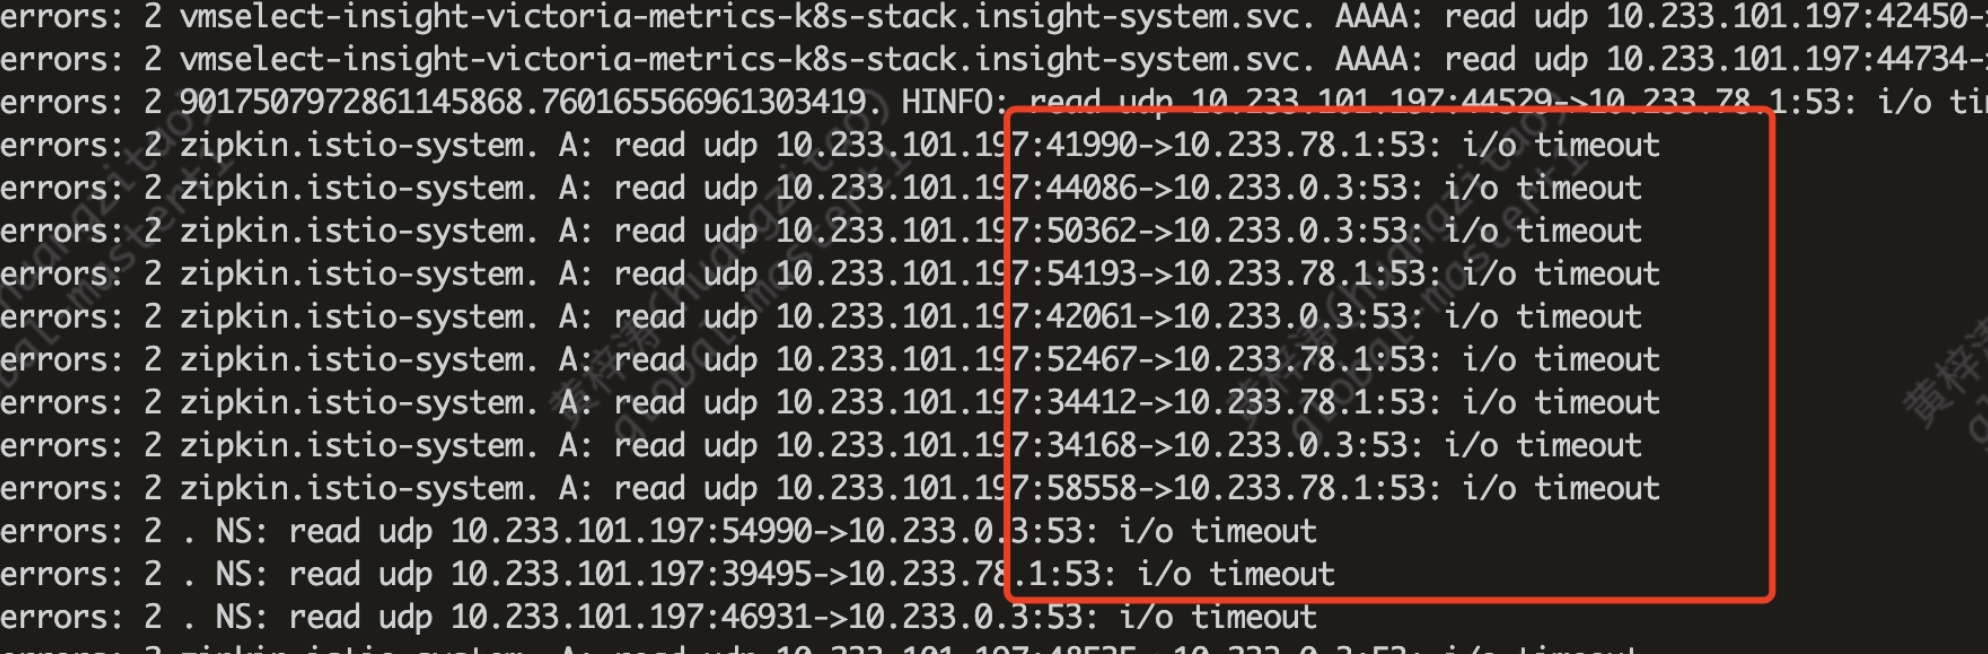 errors: 2 vmselect-insight-victoria-metrics-k8s-stack.insight-system.svc. AAAA: read udp 10.233.101.197:42450-
errors: 2 vmselect-insight-victoria-metrics-k8s-stack.insight-system.svc. AAAA: read udp 10.233.101.197:44734-
errors: 2 9017507972861145868.760165566961303419. HINFO: read udp 10.233.101.197:44529->10.233.78.1:53: i/o ti
errors: 2 zipkin.istio-system. A: read udp 10.233.101.197:41990->10.233.78.1:53: i/o timeout
errors: 2 zipkin.istio-system. A: read udp 10.233.101.197:44086->10.233.0.3:53: i/o timeout
errors: 2 zipkin.istio-system. A: read udp 10.233.101.197:50362->10.233.0.3:53: i/o timeout
errors: 2 zipkin.istio-system. A: read udp 10.233.101.197:54193->10.233.78.1:53: i/o timeout
errors: 2 zipkin.istio-system. A: read udp 10.233.101.197:42061->10.233.0.3:53: i/o timeout
errors: 2 zipkin.istio-system. A: read udp 10.233.101.197:52467->10.233.78.1:53: i/o timeout
errors: 2 zipkin.istio-system. A: read udp 10.233.101.197:34412->10.233.78.1:53: i/o timeout
errors: 2 zipkin.istio-system. A: read udp 10.233.101.197:34168->10.233.0.3:53: i/o timeout
errors: 2 zipkin.istio-system. A: read udp 10.233.101.197:58558->10.233.78.1:53: i/o timeout
errors: 2 . NS: read udp 10.233.101.197:54990->10.233.0.3:53: i/o timeout
errors: 2 . NS: read udp 10.233.101.197:39495->10.233.78.1:53: i/o timeout
errors: 2 . NS: read udp 10.233.101.197:46931->10.233.0.3:53: i/o timeout
黄梓涛(huangzitao)
global-master1